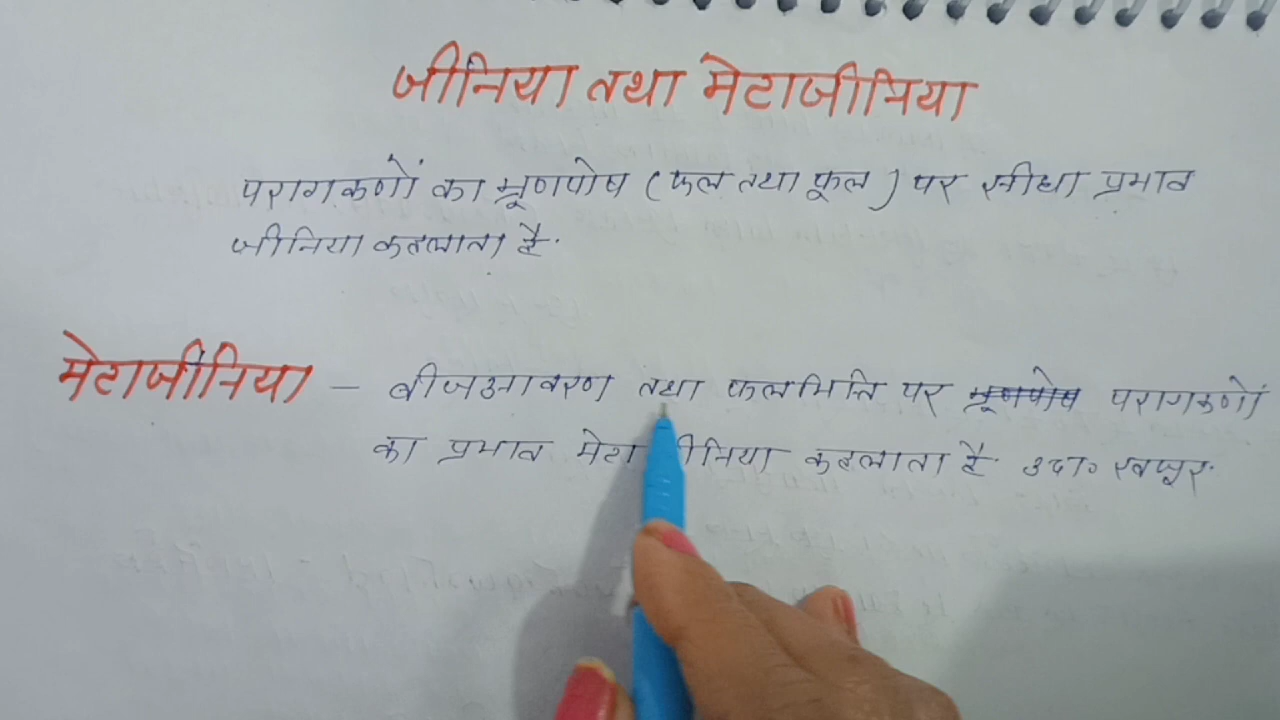 जीनिया तथा मेटाजीनिया
परागकणों का भ्रूणपोष (फल तथा फूल) पर सीधा प्रभाव
जीनिया कहलाता है.
मेटाजीनिया – बीजआवरण तथा फलभित्ति पर भ्रूणपोष परागकणों
का प्रभाव मेटाजीनिया कहलाता है. उदा० खजूर.